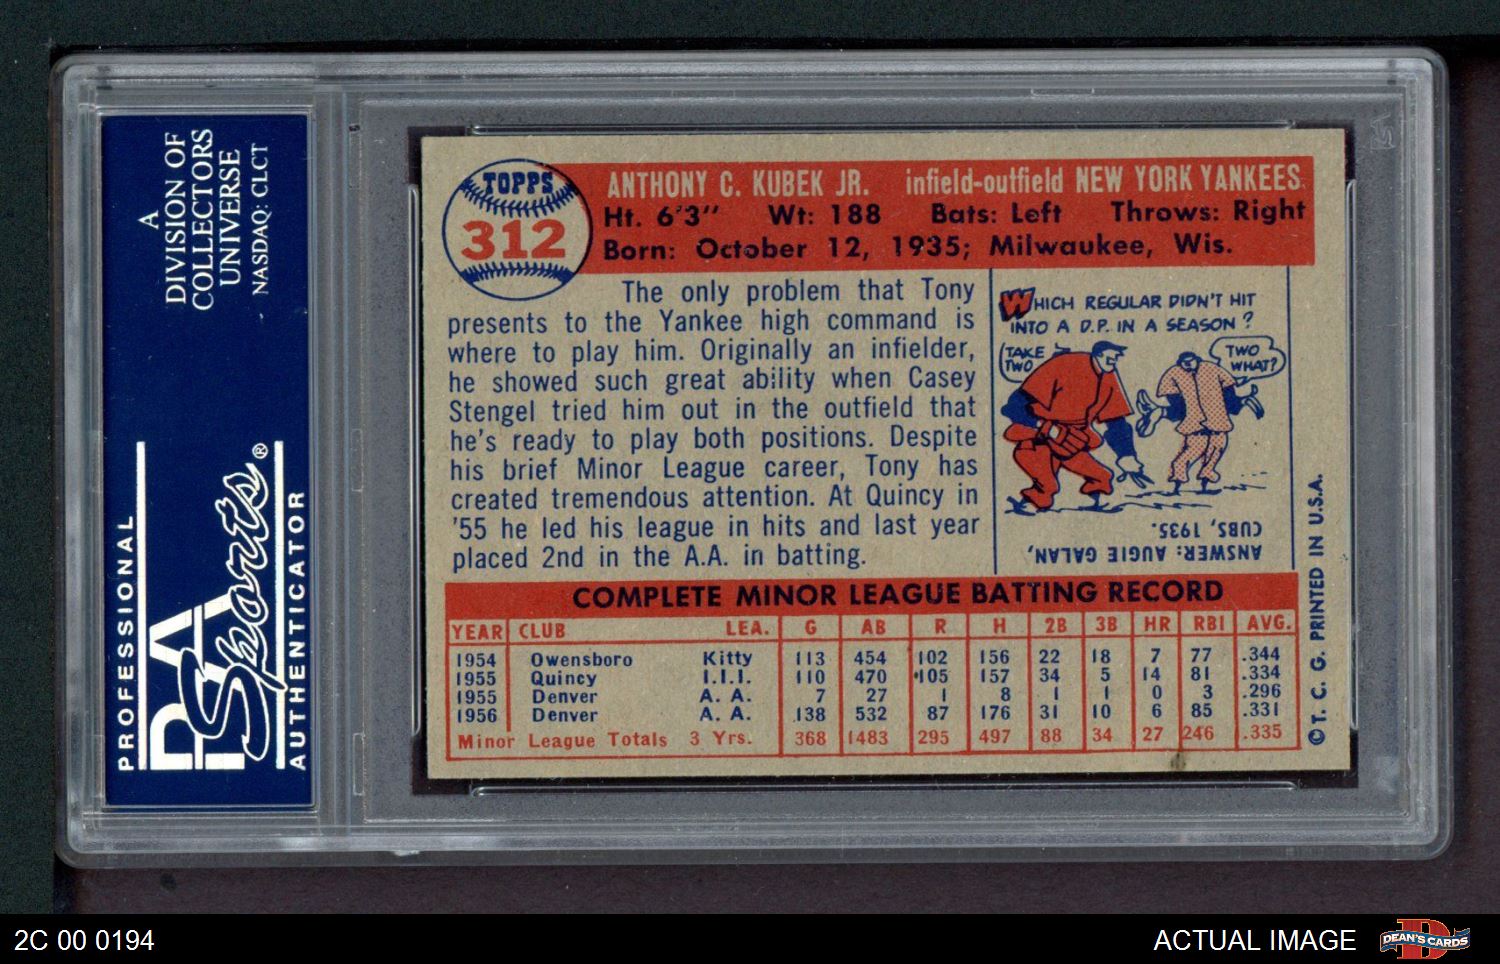 A
DIVISION OF
COLLECTORS
UNIVERSE
NASDAQ: CLCT
PROFESSIONAL
PSA
Sports®
AUTHENTICATOR
TOPPS
312
ANTHONY C. KUBEK JR. infield-outfield NEW YORK YANKEES
Ht. 6'3" Wt: 188 Bats: Left Throws: Right
Born: October 12, 1935; Milwaukee, Wis.
The only problem that Tony
presents to the Yankee high command is
where to play him. Originally an infielder,
he showed such great ability when Casey
Stengel tried him out in the outfield that
he's ready to play both positions. Despite
his brief Minor League career, Tony has
created tremendous attention. At Quincy in
'55 he led his league in hits and last year
placed 2nd in the A.A. in batting.
WHICH REGULAR DIDN'T HIT
INTO A D.P. IN A SEASON?
TAKE
TWO
TWO
WHAT?
ANSWER: AUGIE GALAN,
CUBS, 1935.
COMPLETE MINOR LEAGUE BATTING RECORD
YEAR CLUB LEA. G AB R H 2B 3B HR RBI AVG.
1954 Owensboro Kitty 113 454 102 156 22 18 7 77 .344
1955 Quincy I.I.I. 110 470 105 157 34 5 14 81 .334
1955 Denver A. A. 7 27 1 8 1 1 0 3 .296
1956 Denver A. A. 138 532 87 176 31 10 6 85 .331
Minor League Totals 3 Yrs. 368 1483 295 497 88 34 27 246 .335
© T. C. G. PRINTED IN U.S.A.
2C 00 0194
ACTUAL IMAGE
DEAN'S CARDS